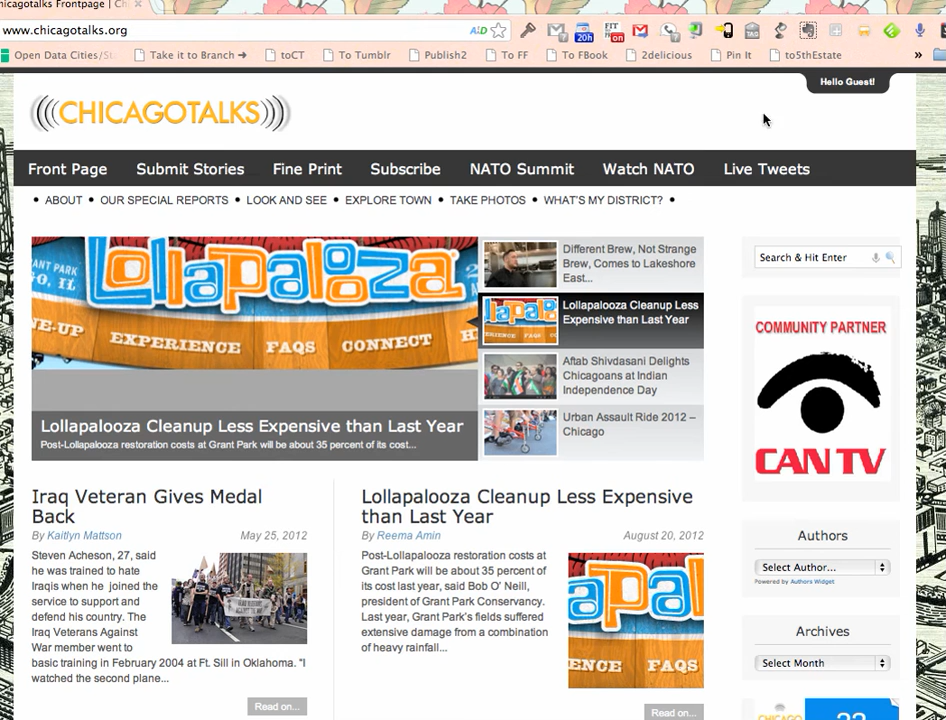 hicagotalks Frontpage | Ch
www.chicagotalks.org
Open Data Cities/St
Take it to Branch →
toCT
To Tumblr
Publish2
To FF
To FBook
2delicious
Pin It
to5thEstate
»
Hello Guest!
(((CHICAGOTALKS)))
Front Page
Submit Stories
Fine Print
Subscribe
NATO Summit
Watch NATO
Live Tweets
• ABOUT • OUR SPECIAL REPORTS • LOOK AND SEE • EXPLORE TOWN • TAKE PHOTOS • WHAT'S MY DISTRICT? •
GRANT PARK
Lollapalooza
NE-UP
EXPERIENCE
FAQS
CONNECT
Lollapalooza Cleanup Less Expensive than Last Year
Post-Lollapalooza restoration costs at Grant Park will be about 35 percent of its cost...
Different Brew, Not Strange
Brew, Comes to Lakeshore
East...
Lollapalooza Cleanup Less
Expensive than Last Year
Aftab Shivdasani Delights
Chicagoans at Indian
Independence Day
Urban Assault Ride 2012 –
Chicago
Search & Hit Enter
COMMUNITY PARTNER
CAN TV
Iraq Veteran Gives Medal
Back
By Kaitlyn Mattson
May 25, 2012
Steven Acheson, 27, said
he was trained to hate
Iraqis when he joined the
service to support and
defend his country. The
Iraq Veterans Against
War member went to
basic training in February 2004 at Ft. Sill in Oklahoma. "I
watched the second plane...
Read on...
Lollapalooza Cleanup Less Expensive
than Last Year
By Reema Amin
August 20, 2012
Post-Lollapalooza restoration costs at
Grant Park will be about 35 percent of
its cost last year, said Bob O' Neill,
president of Grant Park Conservancy.
Last year, Grant Park's fields suffered
extensive damage from a combination
of heavy rainfall...
ENCE
FAQS
Read on...
Authors
Select Author...
Powered by Authors Widget
Archives
Select Month
CHICAGO